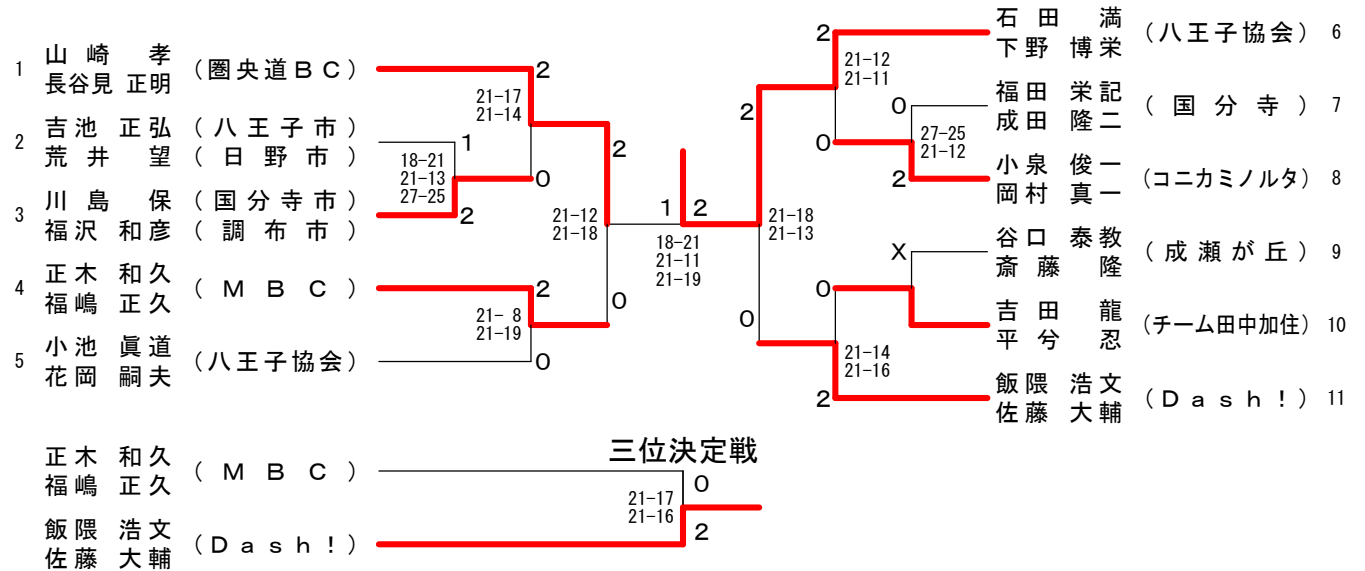 1 山崎 孝 (圏央道BC)
長谷見 正明
2 吉池 正弘 (八王子市)
荒井 望 (日野市)
3 川島 保 (国分寺市)
福沢 和彦 (調布市)
4 正木 和久 (MBC)
福嶋 正久
5 小池 眞道 (八王子協会)
花岡 嗣夫
2
21-17
21-14
1
18-21
21-13
27-25
0
2
2
21-12
21-18
2
21- 8
21-19
0
0
1 2
18-21
21-11
21-19
2
21-18
21-13
0
2
21-12
21-11
0
0
27-25
21-12
2
X
0
21-14
21-16
2
石田 満 (八王子協会) 6
下野 博栄
福田 栄記 (国分寺) 7
成田 隆二
小泉 俊一 (コニカミノルタ) 8
岡村 真一
谷口 泰教 (成瀬が丘) 9
斎藤 隆
吉田 龍 (チーム田中加住) 10
平兮 忍
飯隈 浩文 (Dash!) 11
佐藤 大輔
三位決定戦
正木 和久 (MBC)
福嶋 正久
飯隈 浩文 (Dash!)
佐藤 大輔
0
21-17
21-16
2